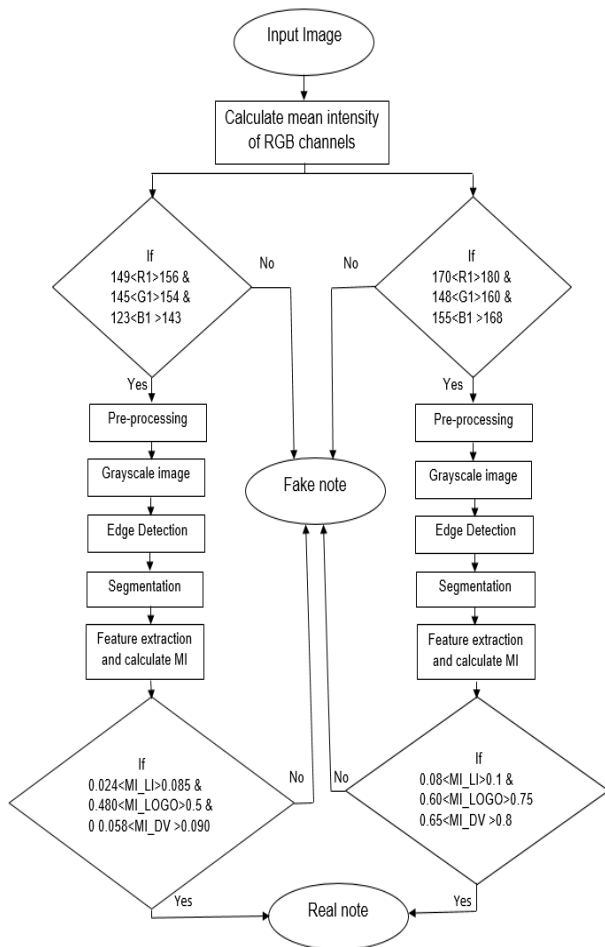 Input Image
Calculate mean intensity
of RGB channels
If
149<R1>156 &
145<G1>154 &
123<B1 >143
No
Yes
No
If
170<R1>180 &
148<G1>160 &
155<B1 >168
Yes
Pre-processing
Grayscale image
Edge Detection
Segmentation
Feature extraction
and calculate MI
Fake note
Pre-processing
Grayscale image
Edge Detection
Segmentation
Feature extraction
and calculate MI
If
0.024<MI_LI>0.085 &
0.480<MI_LOGO>0.5 &
0 0.058<MI_DV >0.090
No
Yes
No
If
0.08<MI_LI>0.1 &
0.60<MI_LOGO>0.75
0.65<MI_DV >0.8
Yes
Real note